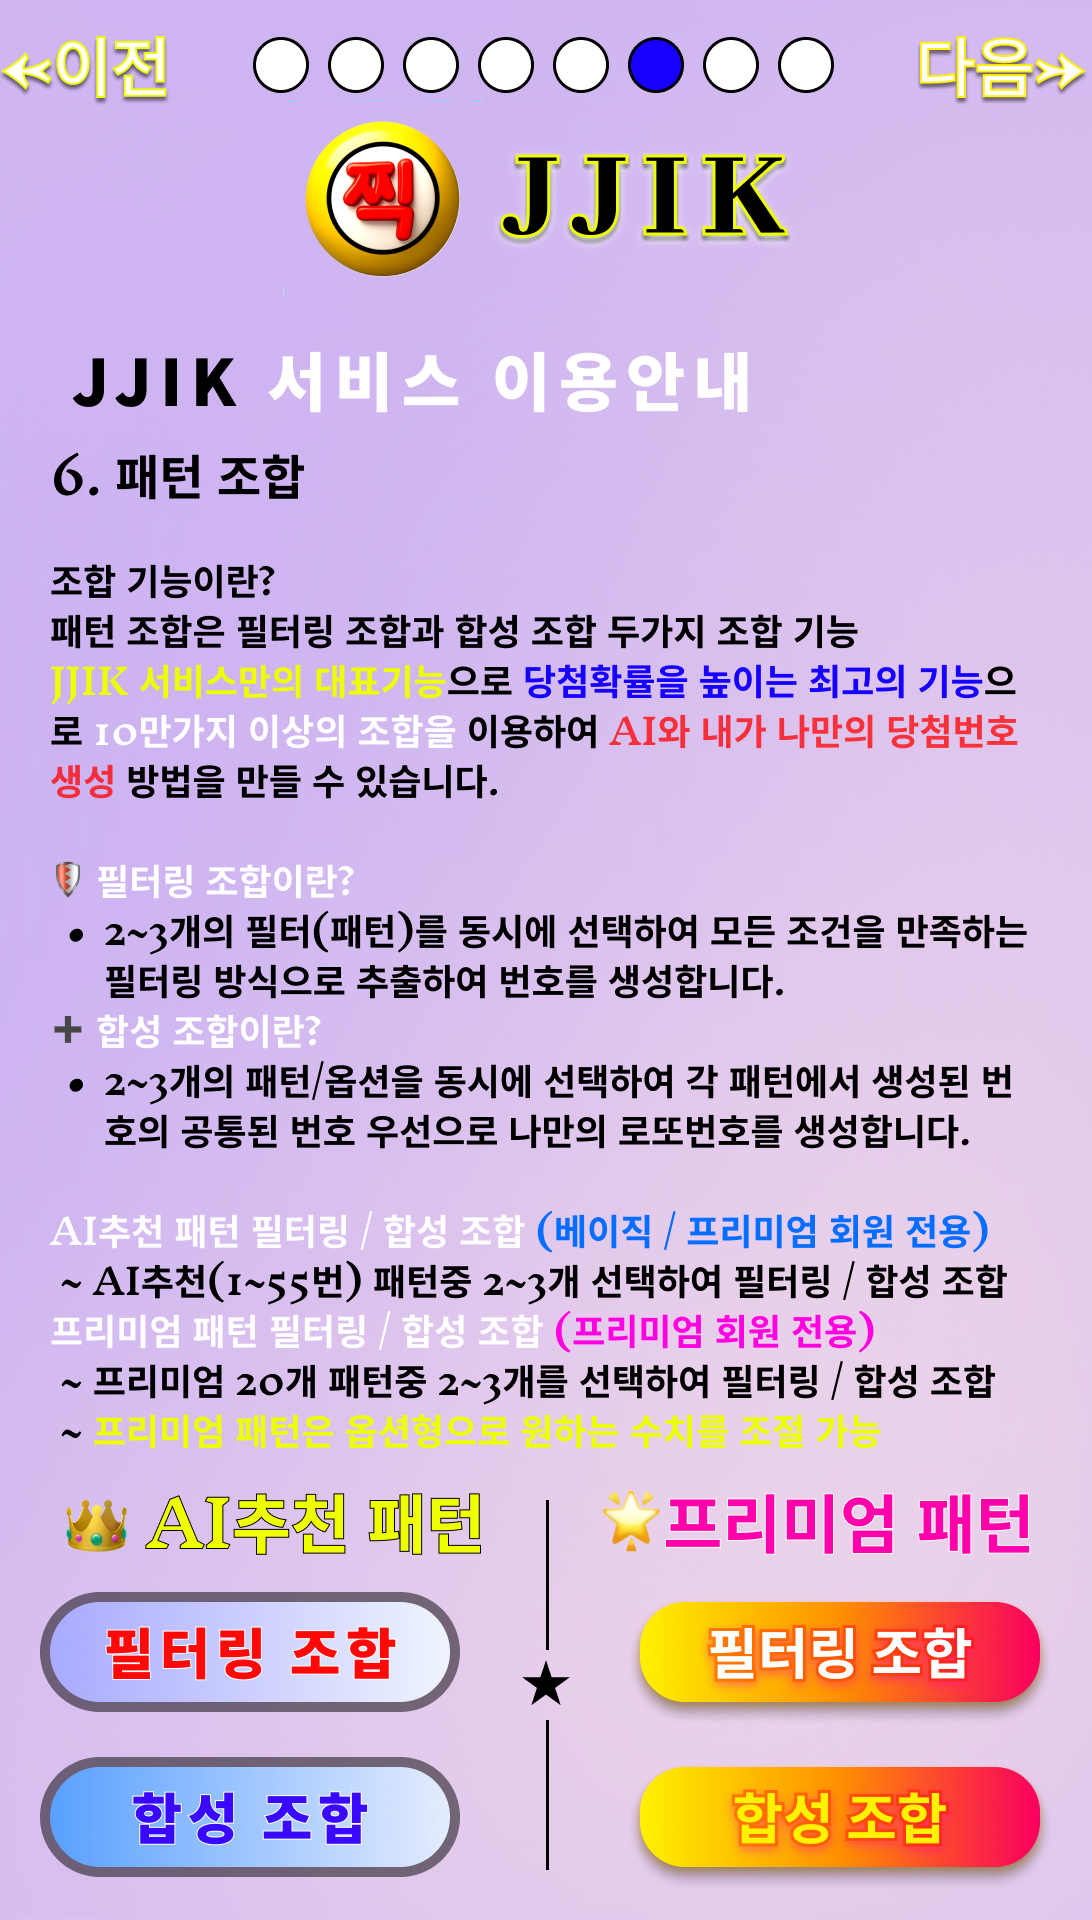 이전
다음
찍 JJIK
JJIK 서비스 이용안내
6. 패턴 조합
조합 기능이란?
패턴 조합은 필터링 조합과 합성 조합 두가지 조합 기능
JJIK 서비스만의 대표기능으로 당첨확률을 높이는 최고의 기능으
로 10만가지 이상의 조합을 이용하여 AI와 내가 나만의 당첨번호
생성 방법을 만들 수 있습니다.
필터링 조합이란?
• 2~3개의 필터(패턴)를 동시에 선택하여 모든 조건을 만족하는
필터링 방식으로 추출하여 번호를 생성합니다.
➕ 합성 조합이란?
• 2~3개의 패턴/옵션을 동시에 선택하여 각 패턴에서 생성된 번
호의 공통된 번호 우선으로 나만의 로또번호를 생성합니다.
AI추천 패턴 필터링 / 합성 조합 (베이직 / 프리미엄 회원 전용)
~ AI추천(1~55번) 패턴중 2~3개 선택하여 필터링 / 합성 조합
프리미엄 패턴 필터링 / 합성 조합 (프리미엄 회원 전용)
~ 프리미엄 20개 패턴중 2~3개를 선택하여 필터링 / 합성 조합
~ 프리미엄 패턴은 옵션형으로 원하는 수치를 조절 가능
AI추천 패턴
필터링 조합
합성 조합
프리미엄 패턴
필터링 조합
합성 조합